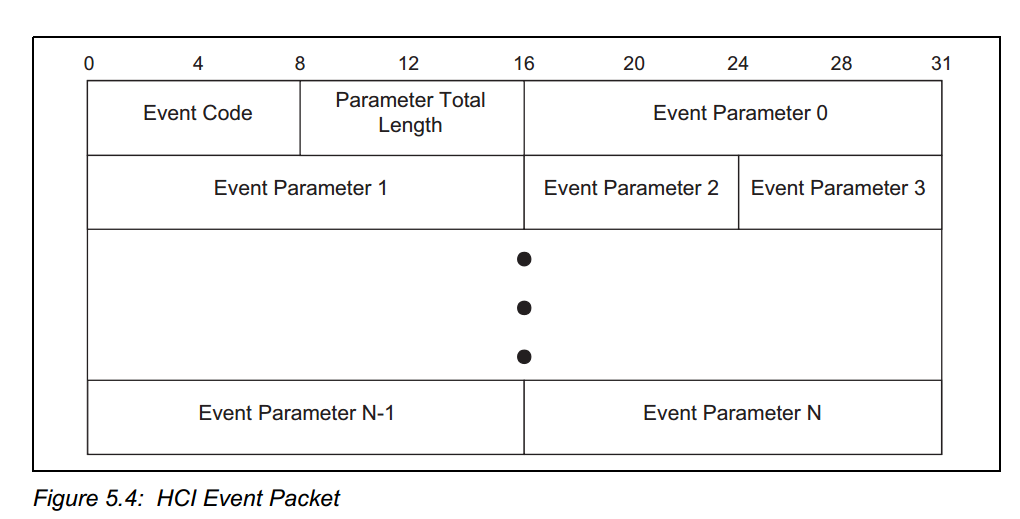 0 4 8 12 16 20 24 28 31
Event Code
Parameter Total
Length
Event Parameter 0
Event Parameter 1
Event Parameter 2
Event Parameter 3
Event Parameter N-1
Event Parameter N
Figure 5.4: HCI Event Packet